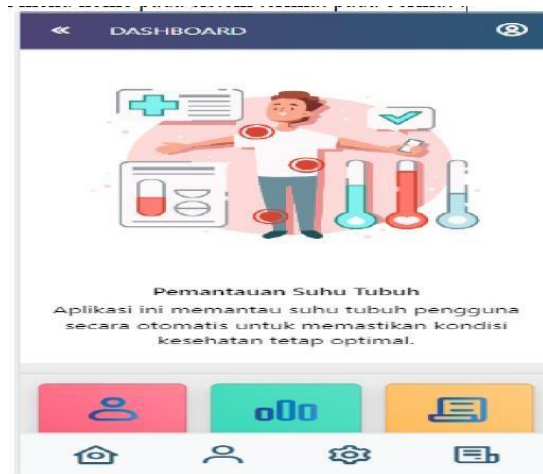 DASHBOARD
Pemantauan Suhu Tubuh
Aplikasi ini memantau suhu tubuh pengguna
secara otomatis untuk memastikan kondisi
kesehatan tetap optimal.